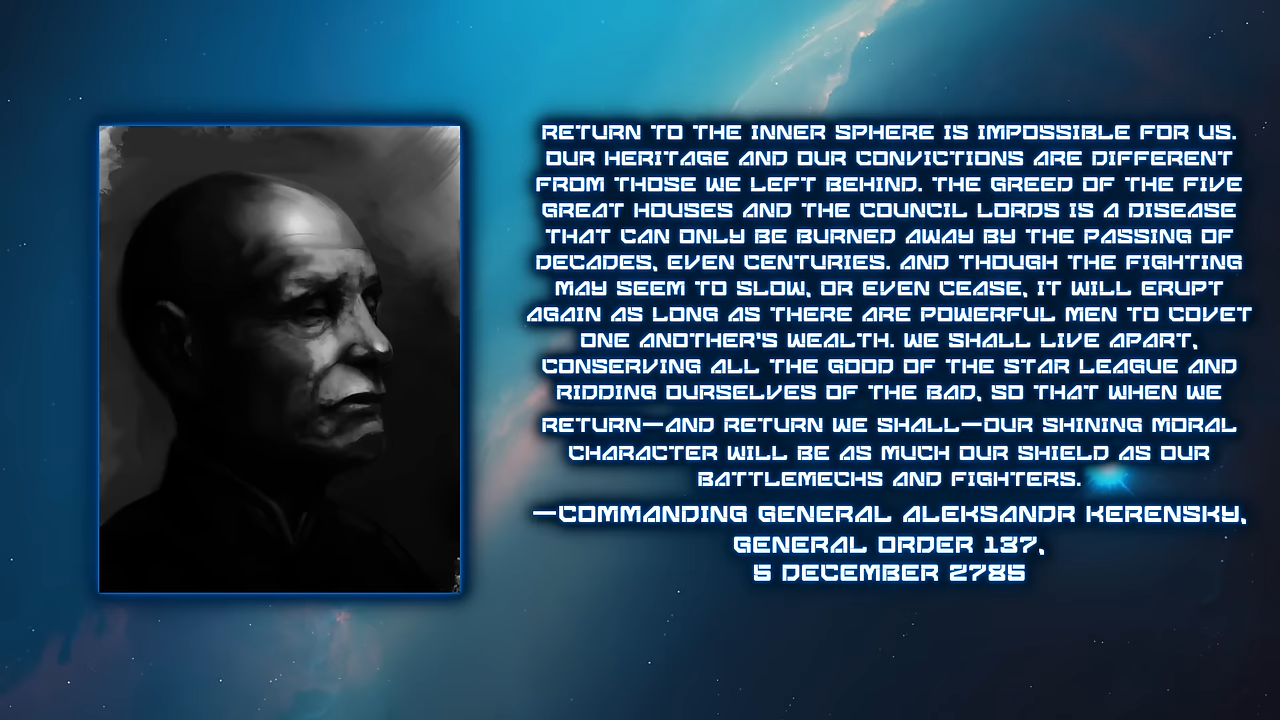 RETURN TO THE INNER SPHERE IS IMPOSSIBLE FOR US.
OUR HERITAGE AND OUR CONVICTIONS ARE DIFFERENT
FROM THOSE WE LEFT BEHIND. THE GREED OF THE FIVE
GREAT HOUSES AND THE COUNCIL LORDS IS A DISEASE
THAT CAN ONLY BE BURNED AWAY BY THE PASSING OF
DECADES, EVEN CENTURIES. AND THOUGH THE FIGHTING
MAY SEEM TO SLOW, OR EVEN CEASE, IT WILL ERUPT
AGAIN AS LONG AS THERE ARE POWERFUL MEN TO COVET
ONE ANOTHER'S WEALTH. WE SHALL LIVE APART,
CONSERVING ALL THE GOOD OF THE STAR LEAGUE AND
RIDDING OURSELVES OF THE BAD, SO THAT WHEN WE
RETURN—AND RETURN WE SHALL—OUR SHINING MORAL
CHARACTER WILL BE AS MUCH OUR SHIELD AS OUR
BATTLEMECHS AND FIGHTERS.
—COMMANDING GENERAL ALEKSANDR KERENSKY,
GENERAL ORDER 137,
5 DECEMBER 2785